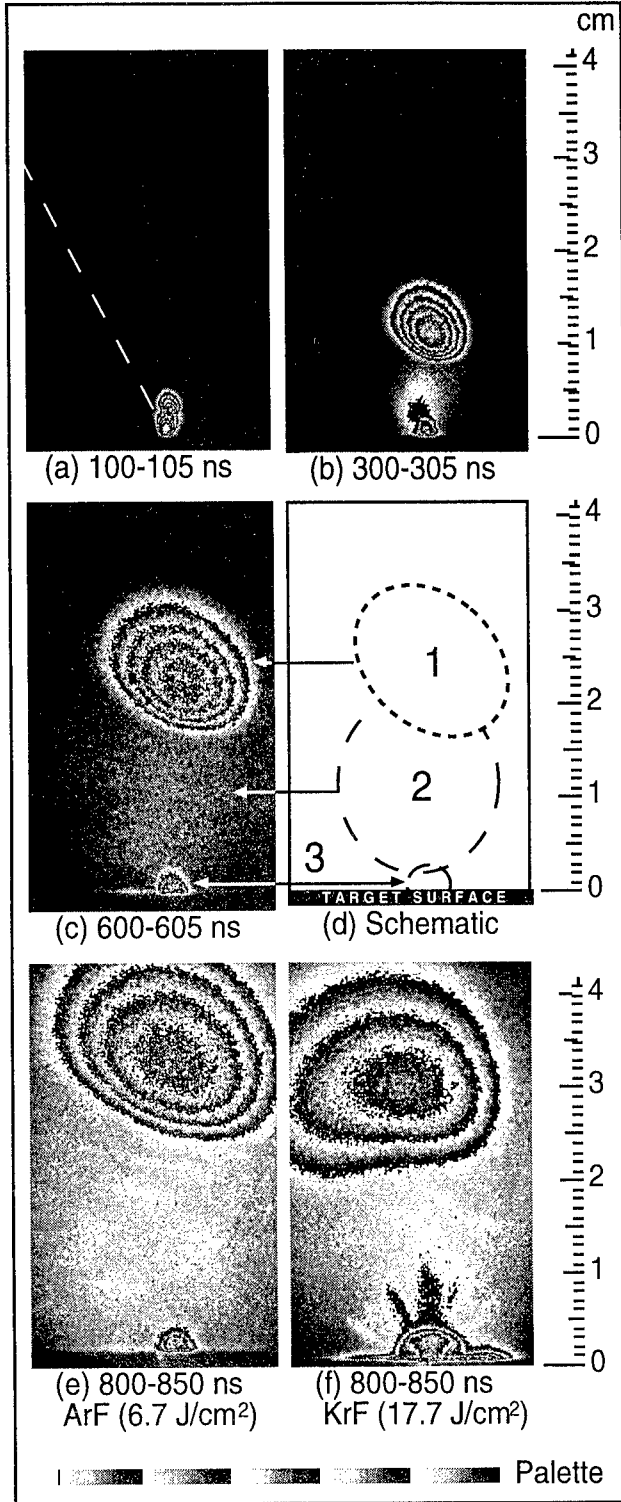 cm
4
3
2
1
0
(a) 100-105 ns
(b) 300-305 ns
4
3
2
1
0
1
2
3
TARGET SURFACE
(c) 600-605 ns
(d) Schematic
4
3
2
1
0
(e) 800-850 ns
ArF (6.7 J/cm²)
(f) 800-850 ns
KrF (17.7 J/cm²)
Palette